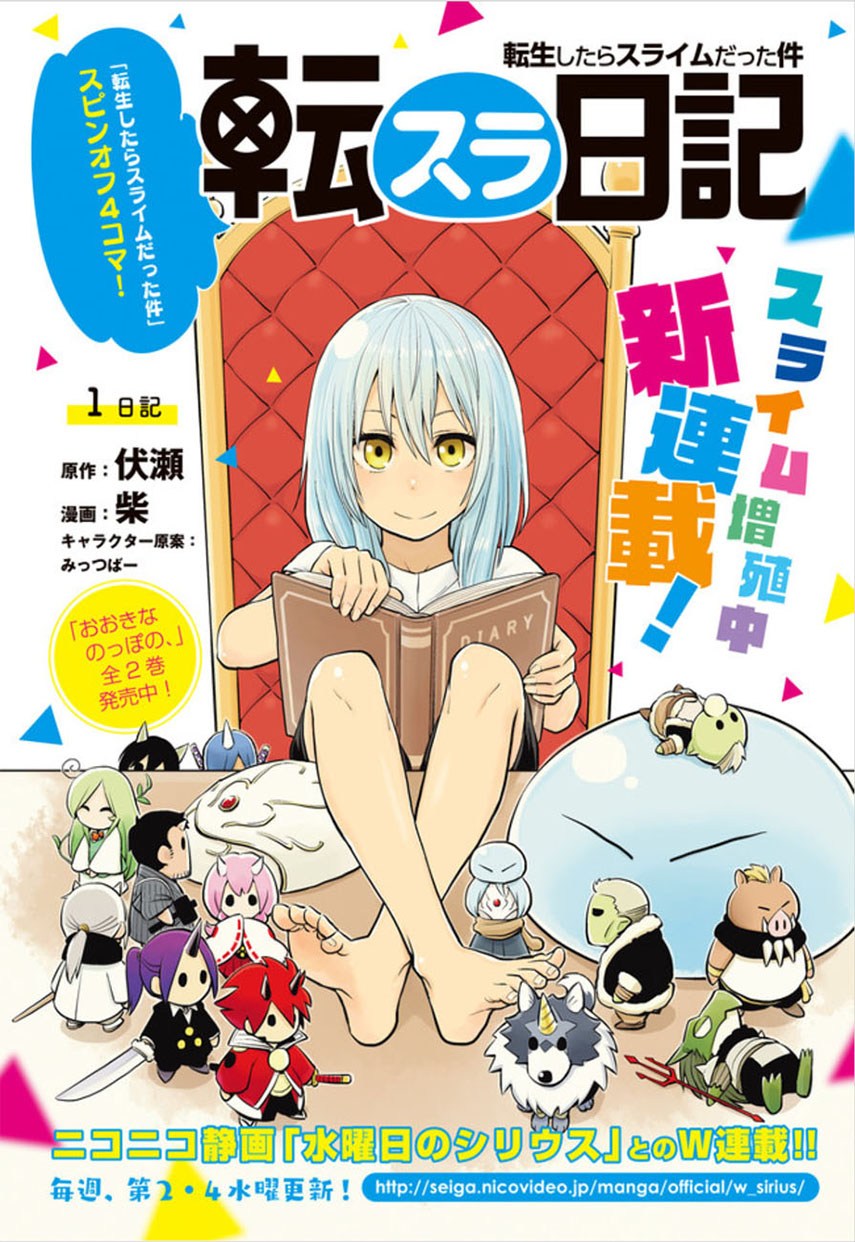 転生したらスライムだった件
転スラ日記
「転生したらスライムだった件」
スピンオフ4コマ!
スライム増殖中
新連載!
1日記
原作:伏瀬
漫画:柴
キャラクター原案:
みっつばー
「おおきな
のっぽの、」
全2巻
発売中!
DIARY
ニコニコ静画「水曜日のシリウス」とのW連載!!
毎週、第2・4水曜更新! http://seiga.nicovideo.jp/manga/official/w_sirius/